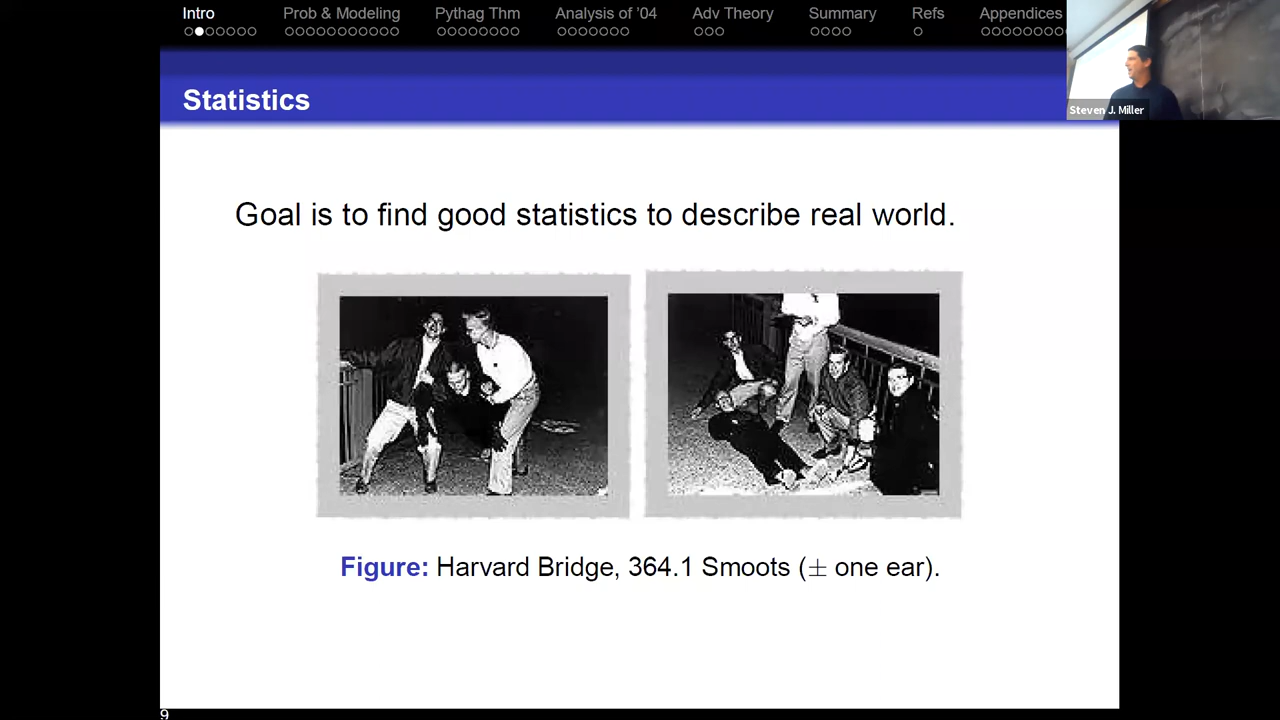 Intro Prob & Modeling Pythag Thm Analysis of '04 Adv Theory Summary Refs Appendices
Steven J. Miller
Statistics
Goal is to find good statistics to describe real world.
Figure: Harvard Bridge, 364.1 Smoots (± one ear).
9